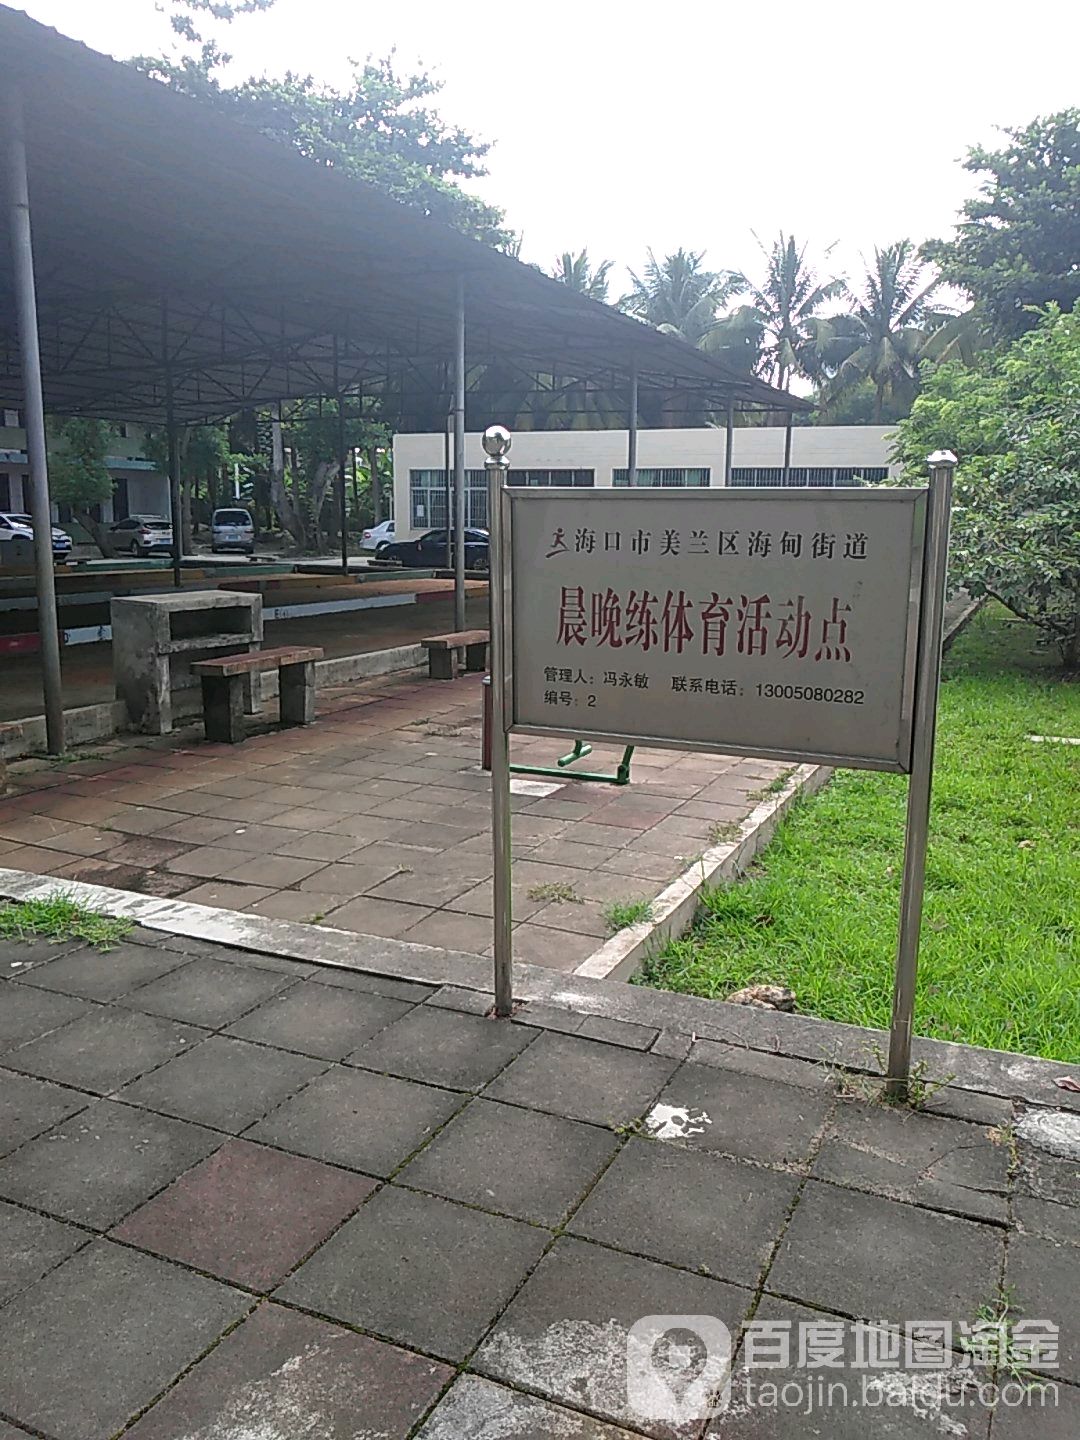 海口市美兰区海甸街道
晨晚练体育活动点
管理人：冯永敏 联系电话：13005080282
编号：2
百度地图淘金
taojin.baidu.com